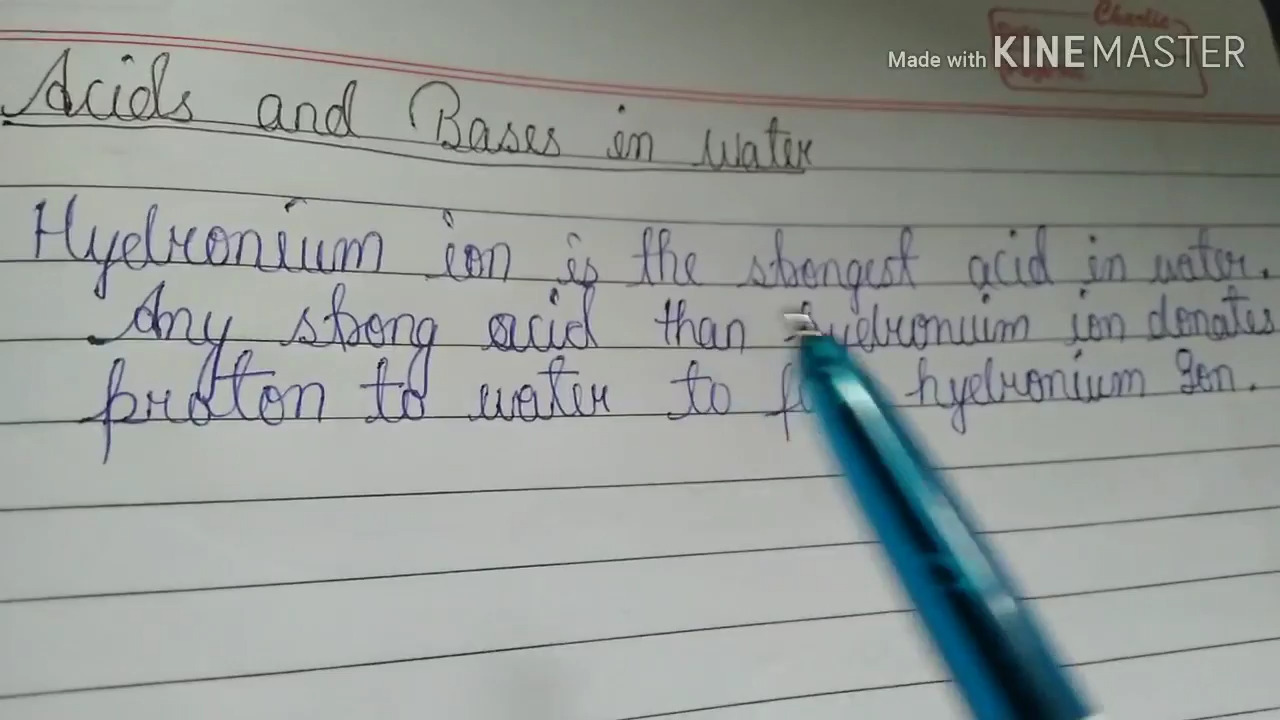 Charlie
Made with KINEMASTER
Acids and Bases in water
Hydronium ion is the strongest acid in water.
Any strong acid than hydronium ion donates
proton to water to hydronium Ion.